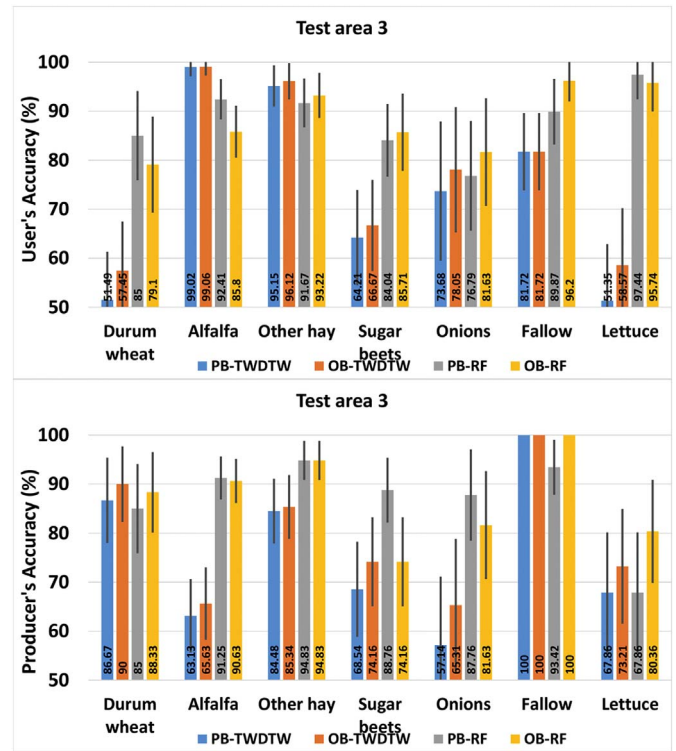 Test area 3
User's Accuracy (%)
100
90
80
70
60
50
51.49
57.45
85
79.1
99.02
99.06
92.41
85.8
95.15
96.12
91.67
93.22
64.21
66.67
84.04
85.71
73.68
78.05
76.79
81.63
81.72
81.72
89.87
96.2
51.35
58.57
97.44
95.74
Durum wheat
Alfalfa
Other hay
Sugar beets
Onions
Fallow
Lettuce
PB-TWDTW
OB-TWDTW
PB-RF
OB-RF
Test area 3
Producer's Accuracy (%)
100
90
80
70
60
50
86.67
90
85
88.33
63.13
65.63
91.25
90.63
84.48
85.34
94.83
94.83
68.54
74.16
88.76
74.16
57.14
65.31
87.76
81.63
100
100
93.42
100
67.86
73.21
67.86
80.36
Durum wheat
Alfalfa
Other hay
Sugar beets
Onions
Fallow
Lettuce
PB-TWDTW
OB-TWDTW
PB-RF
OB-RF